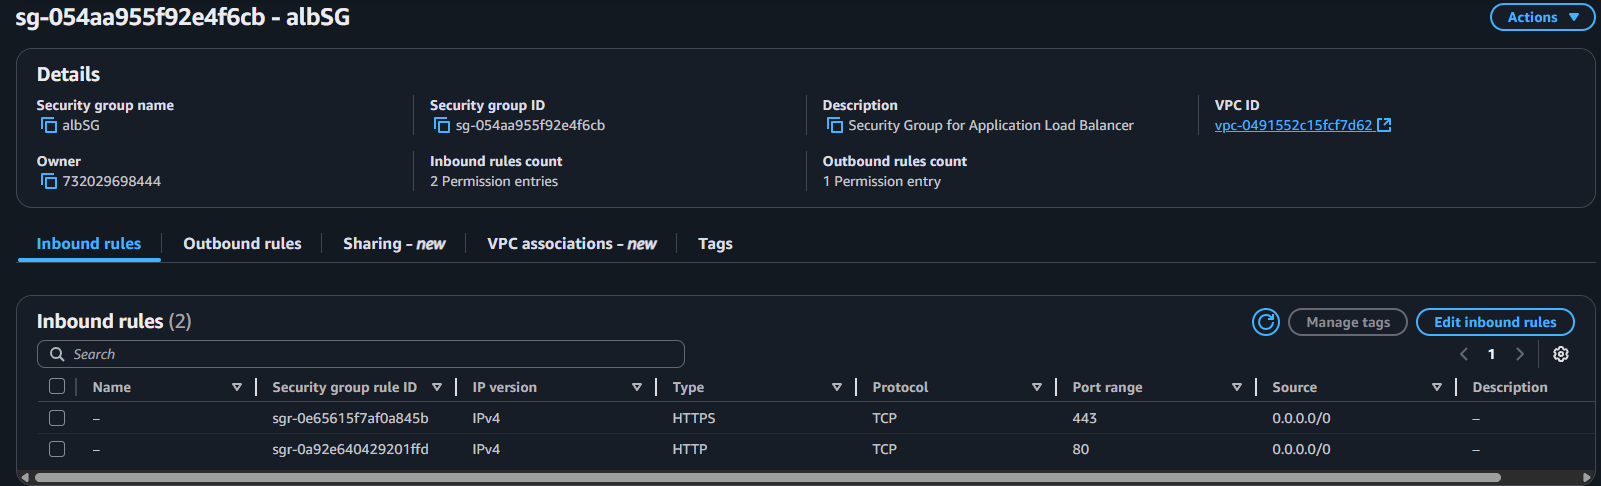 sg-054aa955f92e4f6cb - albSG
Actions
Details
Security group name
albSG
Security group ID
sg-054aa955f92e4f6cb
Description
Security Group for Application Load Balancer
VPC ID
vpc-0491552c15fcf7d62
Owner
732029698444
Inbound rules count
2 Permission entries
Outbound rules count
1 Permission entry
Inbound rules Outbound rules Sharing - new VPC associations - new Tags
Inbound rules (2)
Manage tags Edit inbound rules
Search
1
Name Security group rule ID IP version Type Protocol Port range Source Description
– sgr-0e65615f7af0a845b IPv4 HTTPS TCP 443 0.0.0.0/0 –
– sgr-0a92e640429201ffd IPv4 HTTP TCP 80 0.0.0.0/0 –